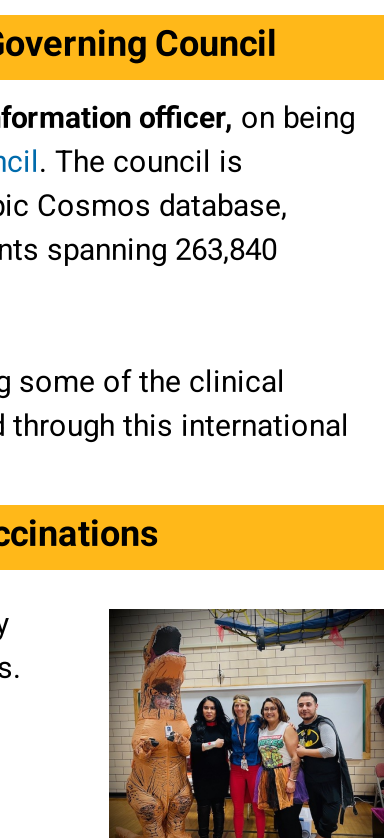 Governing Council
nformation officer, on being
ncil. The council is
pic Cosmos database,
nts spanning 263,840
g some of the clinical
d through this international
ccinations
y
s.